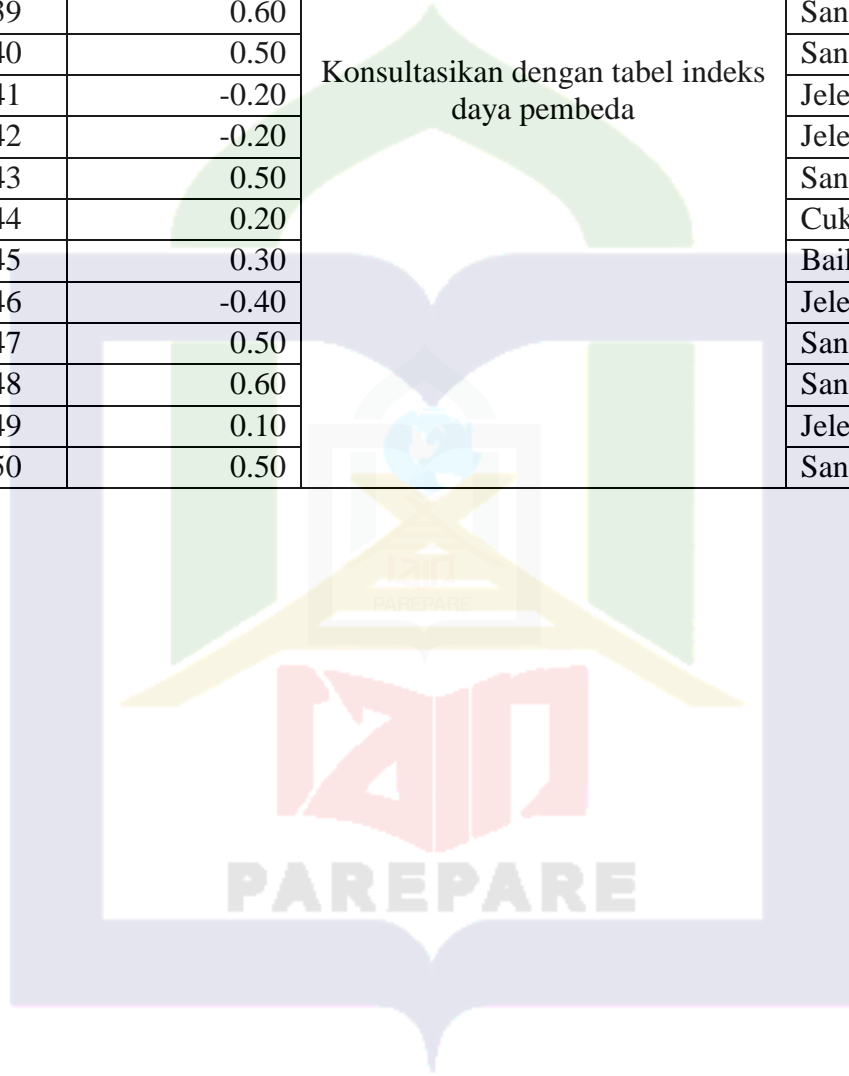 39 0.60 San
40 0.50 San
Konsultasikan dengan tabel indeks
daya pembeda
41 -0.20 Jele
42 -0.20 Jele
43 0.50 San
44 0.20 Cuk
45 0.30 Bail
46 -0.40 Jele
47 0.50 San
48 0.60 San
49 0.10 Jele
50 0.50 San
IAIN
PAREPARE
IAIN
PAREPARE